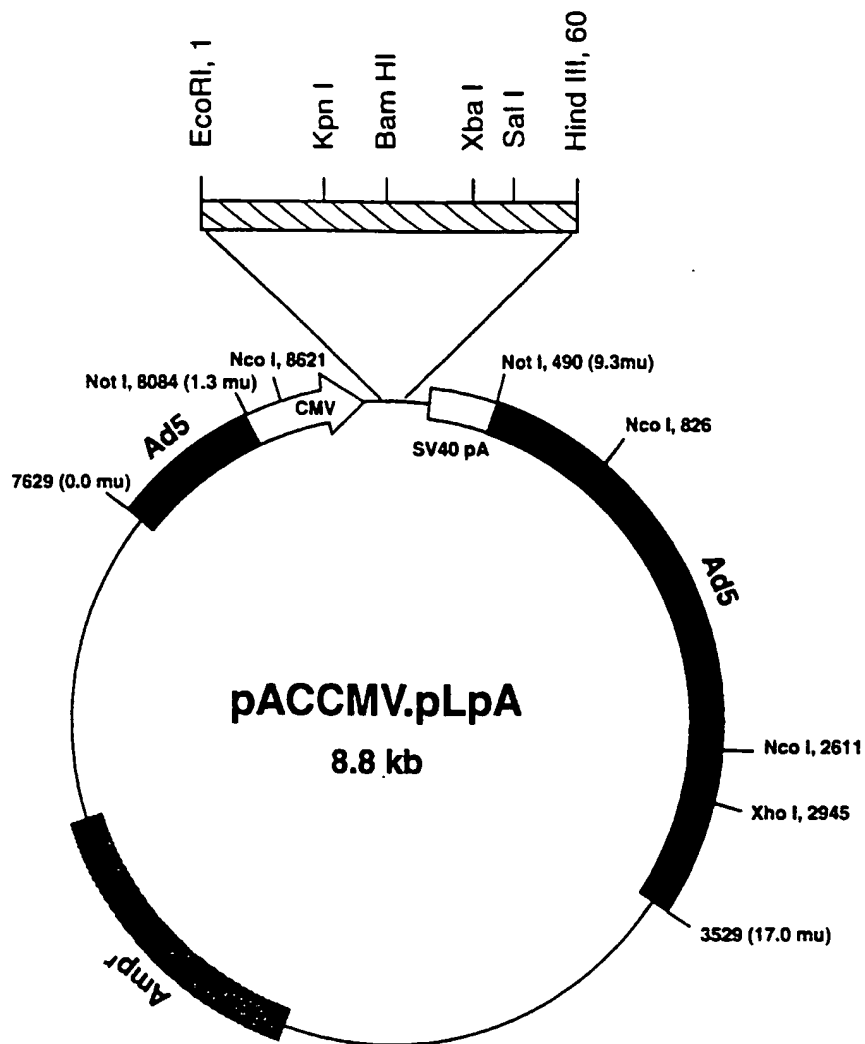 EcoRI, 1
Kpn I
Bam HI
Xba I
Sal I
Hind III, 60
Nco I, 8621
Not I, 8084 (1.3 mu)
Not I, 490 (9.3mu)
CMV
Nco I, 826
SV40 pA
Ad5
7629 (0.0 mu)
Ad5
pACCMV.pLpA
8.8 kb
Nco I, 2611
Xho I, 2945
3529 (17.0 mu)
Ampr